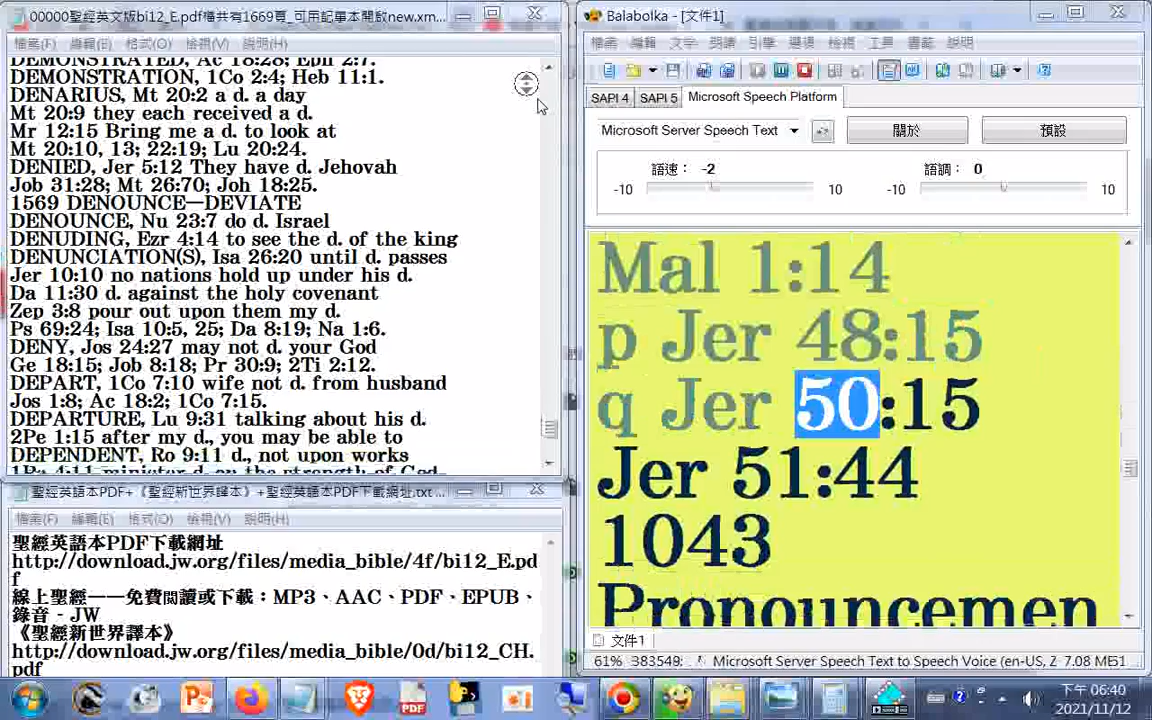 00000聖經英文版bi12_E.pdf檔共有1669頁_可用記事本開啟new.xm...
檔案(F) 編輯(E) 格式(O) 檢視(V) 說明(H)
DEMONSTRATED, Ac 18:28; Eph 2:7.
DEMONSTRATION, 1Co 2:4; Heb 11:1.
DENARIUS, Mt 20:2 a d. a day
Mt 20:9 they each received a d.
Mr 12:15 Bring me a d. to look at
Mt 20:10, 13; 22:19; Lu 20:24.
DENIED, Jer 5:12 They have d. Jehovah
Job 31:28; Mt 26:70; Joh 18:25.
1569 DENOUNCE—DEVIATE
DENOUNCE, Nu 23:7 do d. Israel
DENUDING, Ezr 4:14 to see the d. of the king
DENUNCIATION(S), Isa 26:20 until d. passes
Jer 10:10 no nations hold up under his d.
Da 11:30 d. against the holy covenant
Zep 3:8 pour out upon them my d.
Ps 69:24; Isa 10:5, 25; Da 8:19; Na 1:6.
DENY, Jos 24:27 may not d. your God
Ge 18:15; Job 8:18; Pr 30:9; 2Ti 2:12.
DEPART, 1Co 7:10 wife not d. from husband
Jos 1:8; Ac 18:2; 1Co 7:15.
DEPARTURE, Lu 9:31 talking about his d.
2Pe 1:15 after my d., you may be able to
DEPENDENT, Ro 9:11 d., not upon works
1Pe 4:11 minister d. on the strength of God
聖經英語本PDF+《聖經新世界譯本》+聖經英語本PDF下載網址.txt ...
檔案(F) 編輯(E) 格式(O) 檢視(V) 說明(H)
聖經英語本PDF下載網址
http://download.jw.org/files/media_bible/4f/bi12_E.pd
f
線上聖經——免費閱讀或下載：MP3、AAC、PDF、EPUB、
錄音 - JW
《聖經新世界譯本》
http://download.jw.org/files/media_bible/0d/bi12_CH.
pdf
Balabolka - [文件1]
檔案 編輯 文字 朗讀 引擎 選項 檢視 工具 書籤 說明
SAPI 4 SAPI 5 Microsoft Speech Platform
Microsoft Server Speech Text 關於 預設
語速： -2 語調： 0
-10 10 -10 10
Mal 1:14
p Jer 48:15
q Jer 50:15
Jer 51:44
1043
Pronouncemen
文件1
61% 383549: Microsoft Server Speech Text to Speech Voice (en-US, Z 7.08 ME51
PDF
下午 06:40
2021/11/12